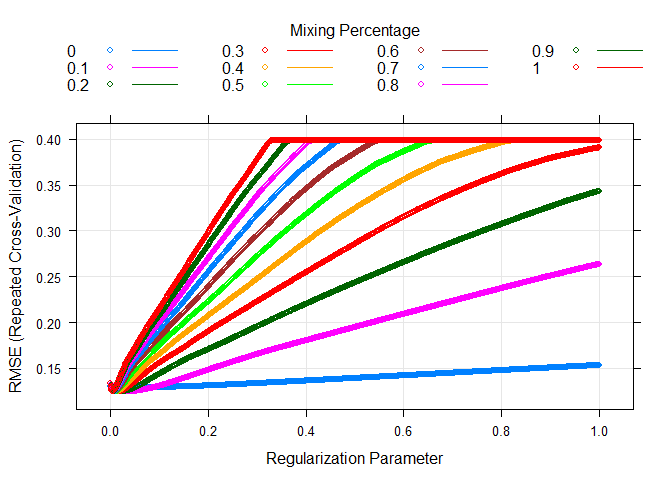 Mixing Percentage
0 0.3 0.6 0.9
0.1 0.4 0.7 1
0.2 0.5 0.8
0.40
0.35
0.30
0.25
0.20
0.15
RMSE (Repeated Cross-Validation)
0.0 0.2 0.4 0.6 0.8 1.0
Regularization Parameter